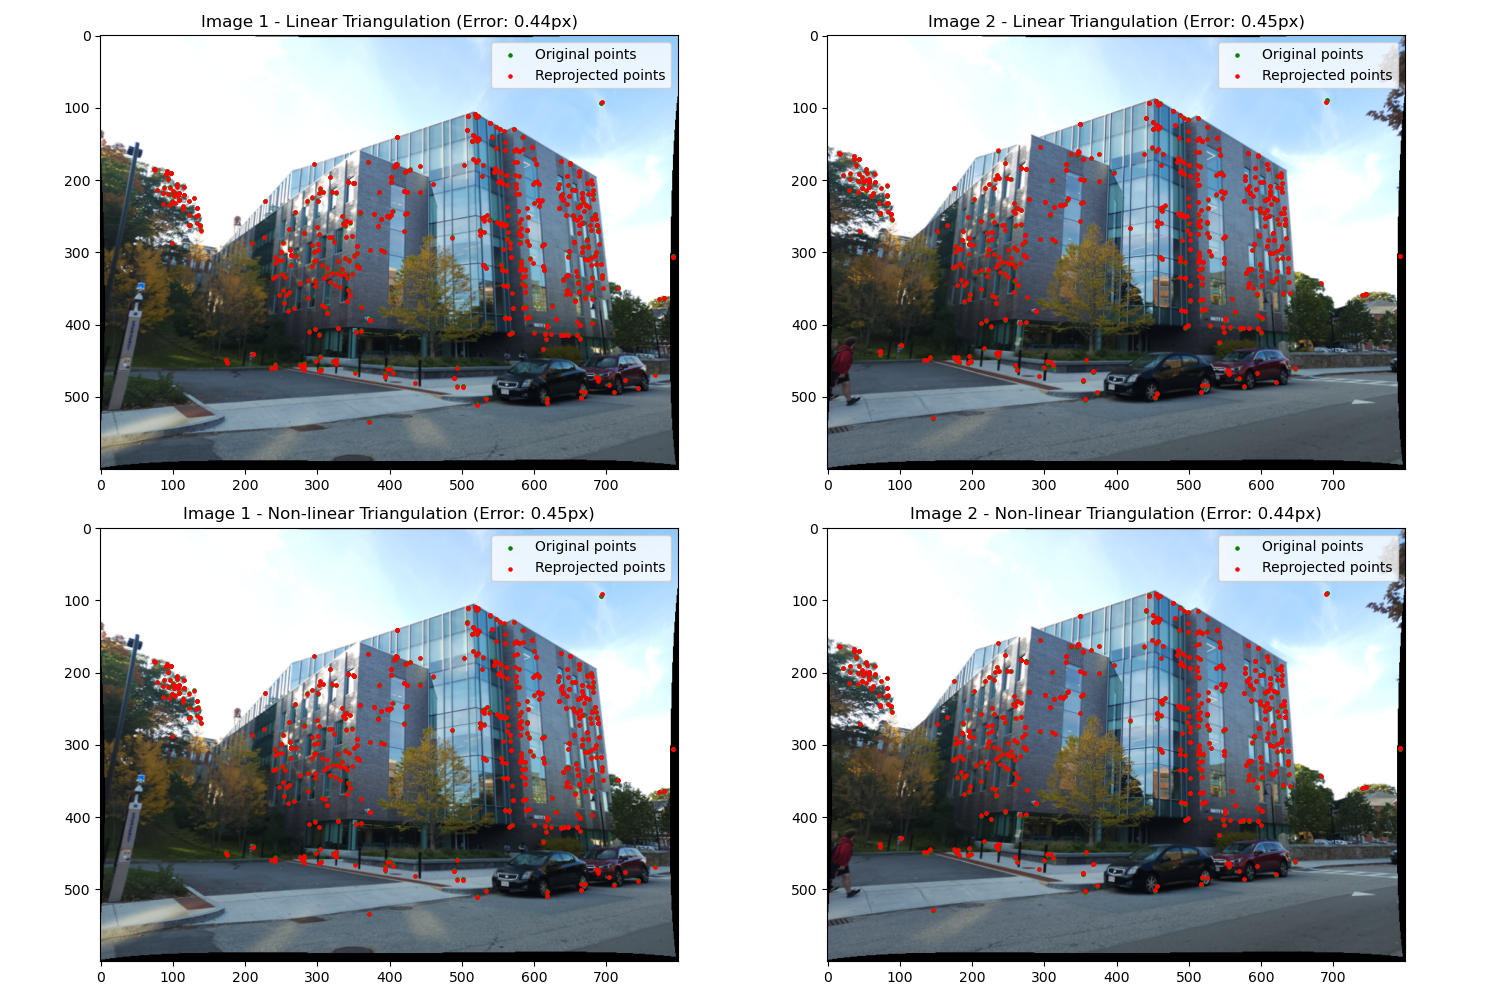 Image 1 - Linear Triangulation (Error: 0.44px)
Original points
Reprojected points
0
100
200
300
400
500
0 100 200 300 400 500 600 700
Image 2 - Linear Triangulation (Error: 0.45px)
Original points
Reprojected points
0
100
200
300
400
500
0 100 200 300 400 500 600 700
Image 1 - Non-linear Triangulation (Error: 0.45px)
Original points
Reprojected points
0
100
200
300
400
500
0 100 200 300 400 500 600 700
Image 2 - Non-linear Triangulation (Error: 0.44px)
Original points
Reprojected points
0
100
200
300
400
500
0 100 200 300 400 500 600 700